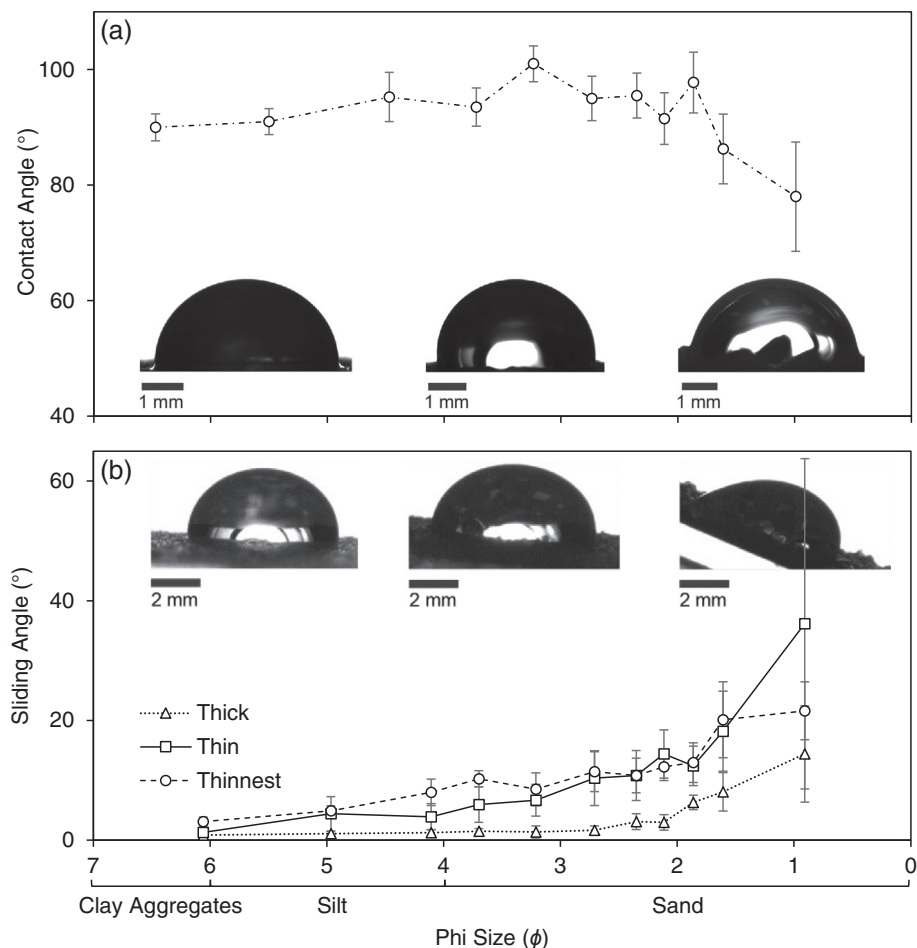 (a)
100
80
60
40
Contact Angle (°)
1 mm
1 mm
1 mm
(b)
60
40
20
0
Sliding Angle (°)
2 mm
2 mm
2 mm
Thick
Thin
Thinnest
7 6 5 4 3 2 1 0
Clay Aggregates Silt Sand
Phi Size (ϕ)